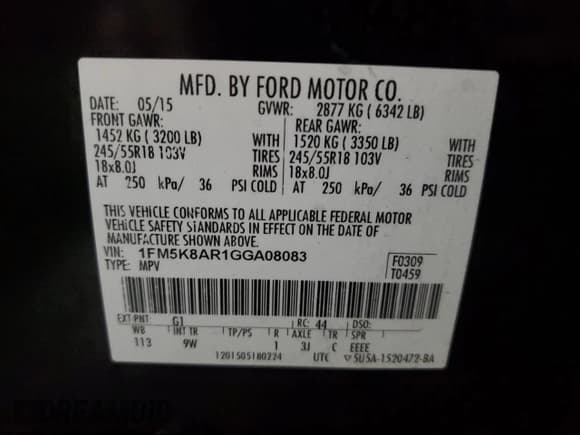 MFD. BY FORD MOTOR CO.
DATE: 05/15 GVWR: 2877 KG ( 6342 LB)
FRONT GAWR: REAR GAWR:
1452 KG ( 3200 LB) WITH 1520 KG ( 3350 LB) WITH
245/55R18 103V TIRES 245/55R18 103V TIRES
18x8.0J RIMS 18x8.0J RIMS
AT 250 kPa/ 36 PSI COLD AT 250 kPa/ 36 PSI COLD
THIS VEHICLE CONFORMS TO ALL APPLICABLE FEDERAL MOTOR
VEHICLE SAFETY STANDARDS IN EFFECT ON THE DATE OF
MANUFACTURE SHOWN ABOVE.
VIN: 1FM5K8AR1GGA08083 F0309
TYPE: MPV T0459
EXT PNT: G1 RC: 44 DSO:
WB INT TR TP/PS R AXLE TR SPR
113 9W 1 3J C EEEE
1201505180224 UTC 5U5A-1520472-BA
DREAMBID